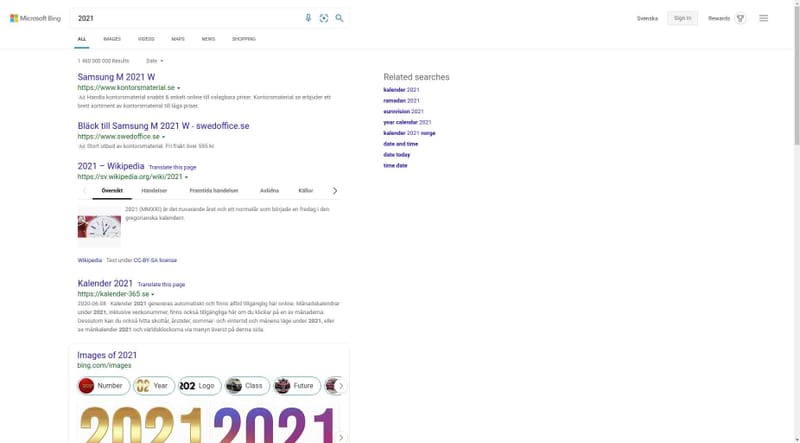 Microsoft Bing
2021
Svenska
Sign In
Rewards
ALL IMAGES VIDEOS MAPS NEWS SHOPPING
1 460 000 000 Results Date
Samsung M 2021 W
https://www.kontorsmaterial.se
Ad Handla kontorsmaterial snabbt & enkelt online till oslagbara priser. Kontorsmaterial.se erbjuder ett
brett sortiment av kontorsmaterial till låga priser.
Bläck till Samsung M 2021 W - swedoffice.se
https://www.swedoffice.se
Ad Stort utbud av kontorsmaterial. Fri frakt över 595 kr.
2021 – Wikipedia Translate this page
https://sv.wikipedia.org/wiki/2021
Översikt Händelser Framtida händelser Avlidna Källor
2021 (MMXXI) är det nuvarande året och ett normalår som började en fredag i den
gregorianska kalendern.
Wikipedia · Text under CC-BY-SA license
Kalender 2021 Translate this page
https://kalender-365.se
2020-06-08 · Kalender 2021 genereras automatiskt och finns alltid tillgänglig här online. Månadskalendrar
under 2021, inklusive veckonummer, finns också tillgängliga här om du klickar på en av månaderna.
Dessutom kan du också hitta skottår, årstider, sommar- och vintertid och månens läge under 2021, eller
av månkalender 2021 och världsklockorna via menyn överst på denna sida.
Images of 2021
bing.com/images
Number Year Logo Class Future
2021 2021
Related searches
kalender 2021
ramadan 2021
eurovision 2021
year calendar 2021
kalender 2021 norge
date and time
date today
time date